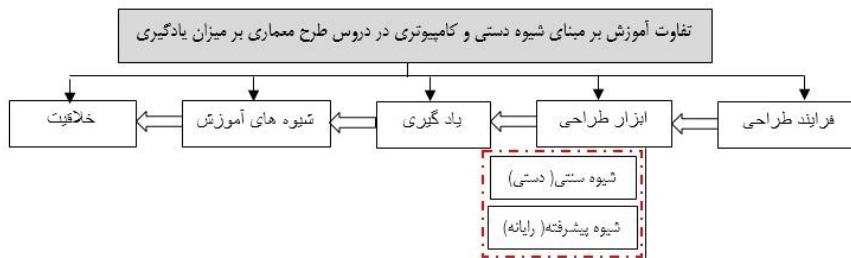 تفاوت آموزش بر مبنای شیوه دستی و کامپیوتری در دروس طرح معماری بر میزان یادگیری
فرایند طراحی
ابزار طراحی
یاد گیری
شیوه های آموزش
خلاقیت
شیوه سنتی( دستی)
شیوه پیشرفته( رایانه)